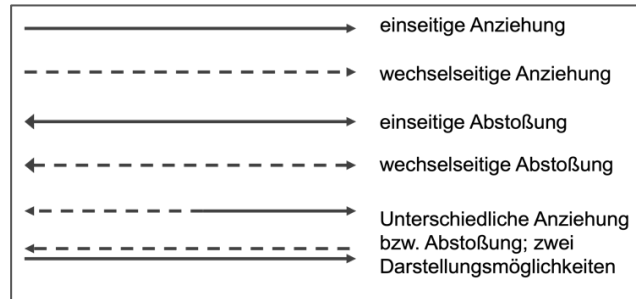 einseitige Anziehung
wechselseitige Anziehung
einseitige Abstoßung
wechselseitige Abstoßung
Unterschiedliche Anziehung
bzw. Abstoßung; zwei
Darstellungsmöglichkeiten